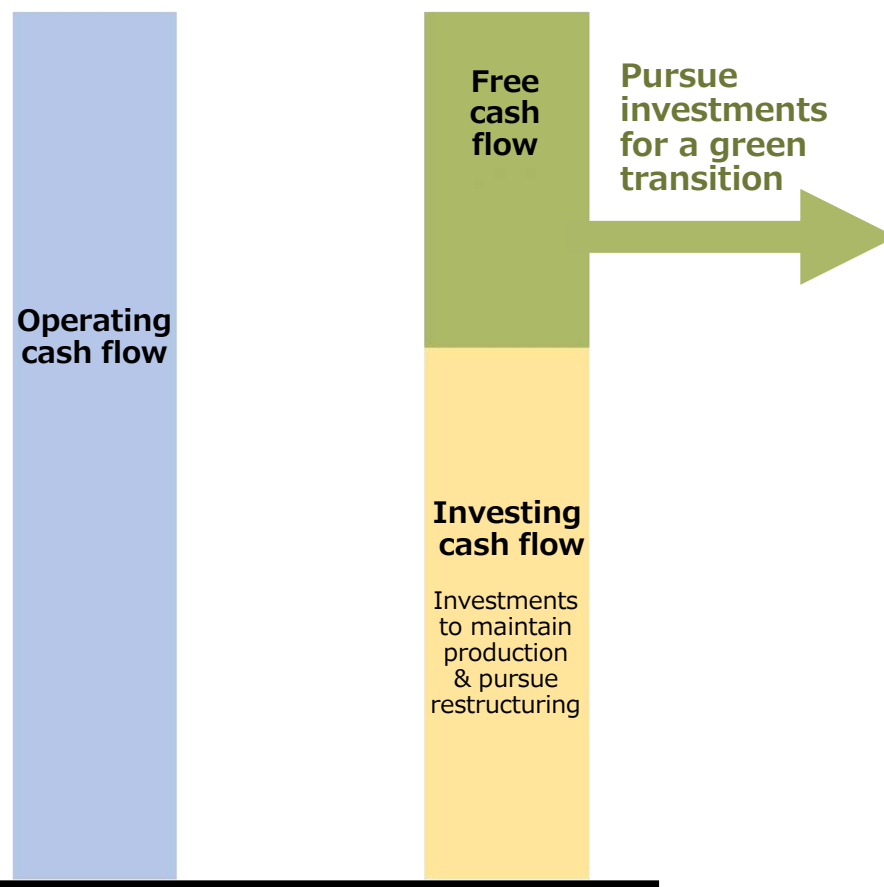 Operating
cash flow
Free
cash
flow
Pursue
investments
for a green
transition
Investing
cash flow
Investments
to maintain
production
& pursue
restructuring